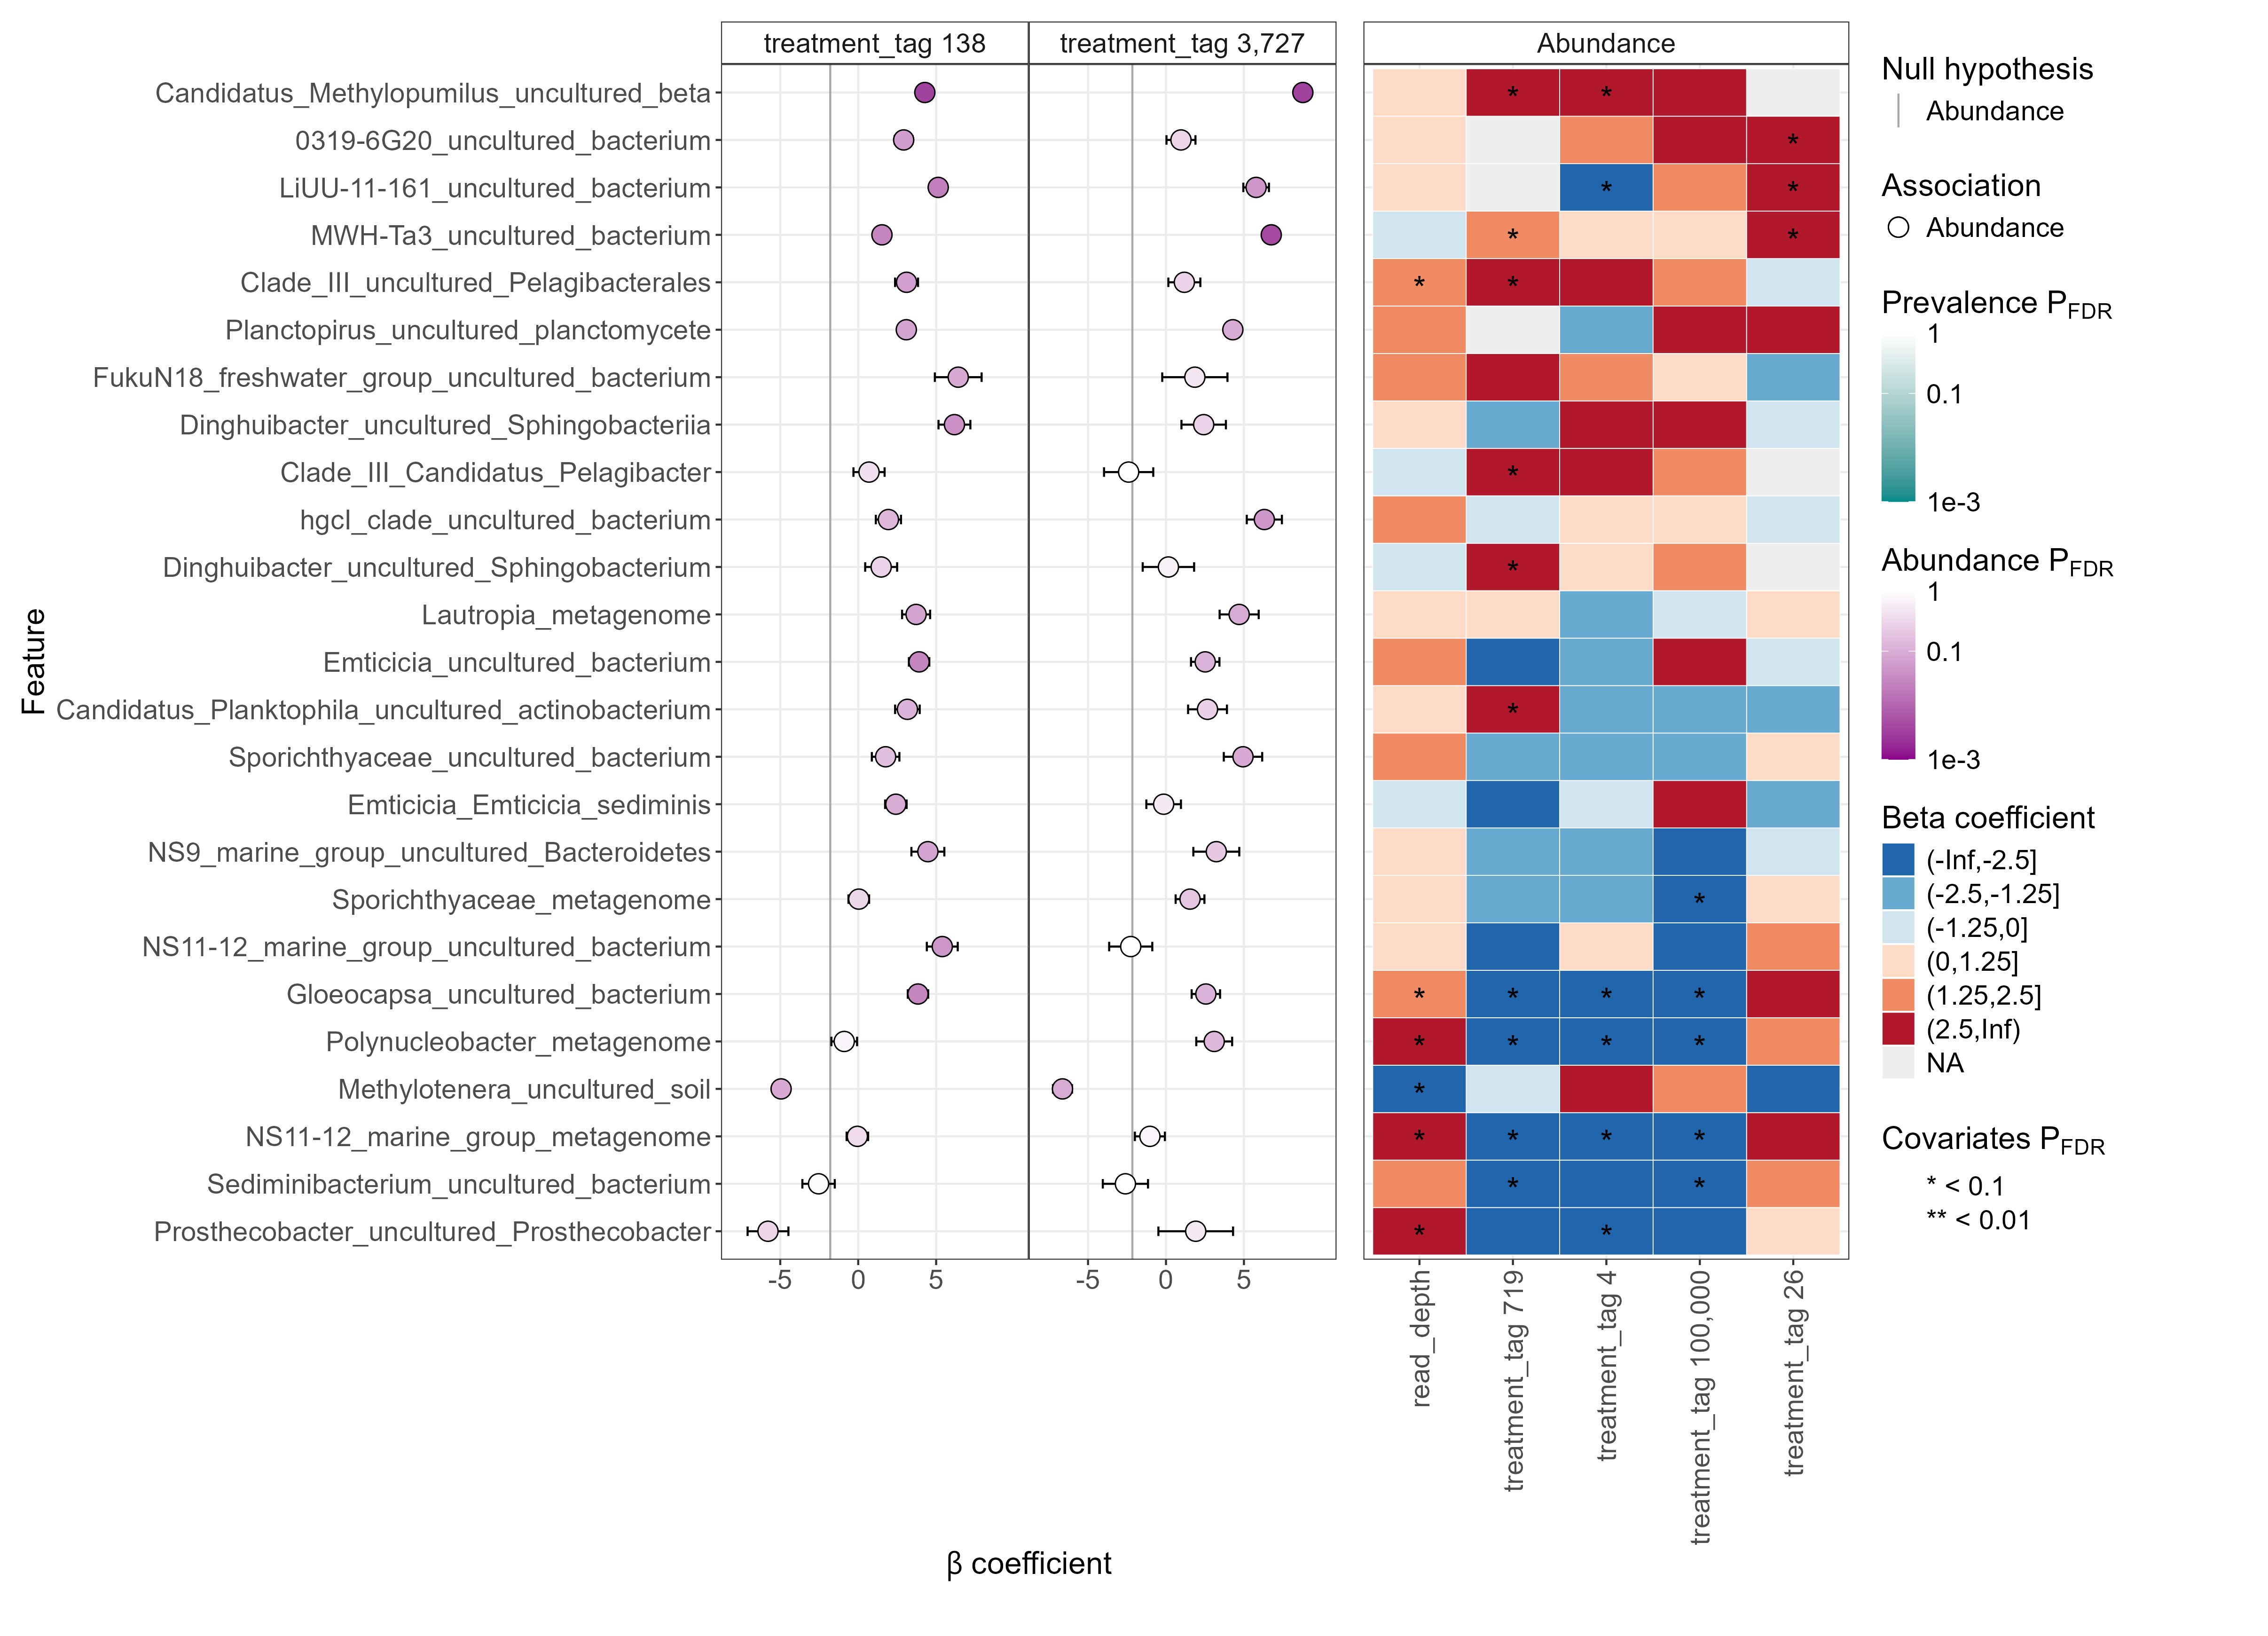 treatment_tag 138
treatment_tag 3,727
Abundance
Feature
Candidatus_Methylopumilus_uncultured_beta
0319-6G20_uncultured_bacterium
LiUU-11-161_uncultured_bacterium
MWH-Ta3_uncultured_bacterium
Clade_III_uncultured_Pelagibacterales
Planctopirus_uncultured_planctomycete
FukuN18_freshwater_group_uncultured_bacterium
Dinghuibacter_uncultured_Sphingobacteriia
Clade_III_Candidatus_Pelagibacter
hgcI_clade_uncultured_bacterium
Dinghuibacter_uncultured_Sphingobacterium
Lautropia_metagenome
Emticicia_uncultured_bacterium
Candidatus_Planktophila_uncultured_actinobacterium
Sporichthyaceae_uncultured_bacterium
Emticicia_Emticicia_sediminis
NS9_marine_group_uncultured_Bacteroidetes
Sporichthyaceae_metagenome
NS11-12_marine_group_uncultured_bacterium
Gloeocapsa_uncultured_bacterium
Polynucleobacter_metagenome
Methylotenera_uncultured_soil
NS11-12_marine_group_metagenome
Sediminibacterium_uncultured_bacterium
Prosthecobacter_uncultured_Prosthecobacter
* *
*
* *
* *
* *
*
*
*
*
* * * *
* * * *
*
* * * *
* *
* *
-5 0 5
-5 0 5
read_depth
treatment_tag 719
treatment_tag 4
treatment_tag 100,000
treatment_tag 26
β coefficient
Null hypothesis
Abundance
Association
Abundance
Prevalence PFDR
1
0.1
1e-3
Abundance PFDR
1
0.1
1e-3
Beta coefficient
(-Inf,-2.5]
(-2.5,-1.25]
(-1.25,0]
(0,1.25]
(1.25,2.5]
(2.5,Inf)
NA
Covariates PFDR
* < 0.1
** < 0.01